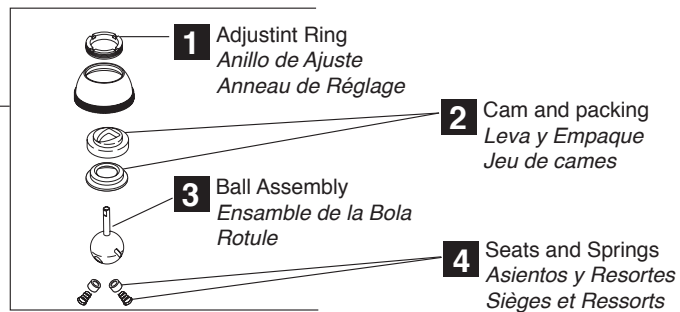 1 Adjustint Ring
Anillo de Ajuste
Anneau de Réglage
2 Cam and packing
Leva y Empaque
Jeu de cames
3 Ball Assembly
Ensamble de la Bola
Rotule
4 Seats and Springs
Asientos y Resortes
Sièges et Ressorts